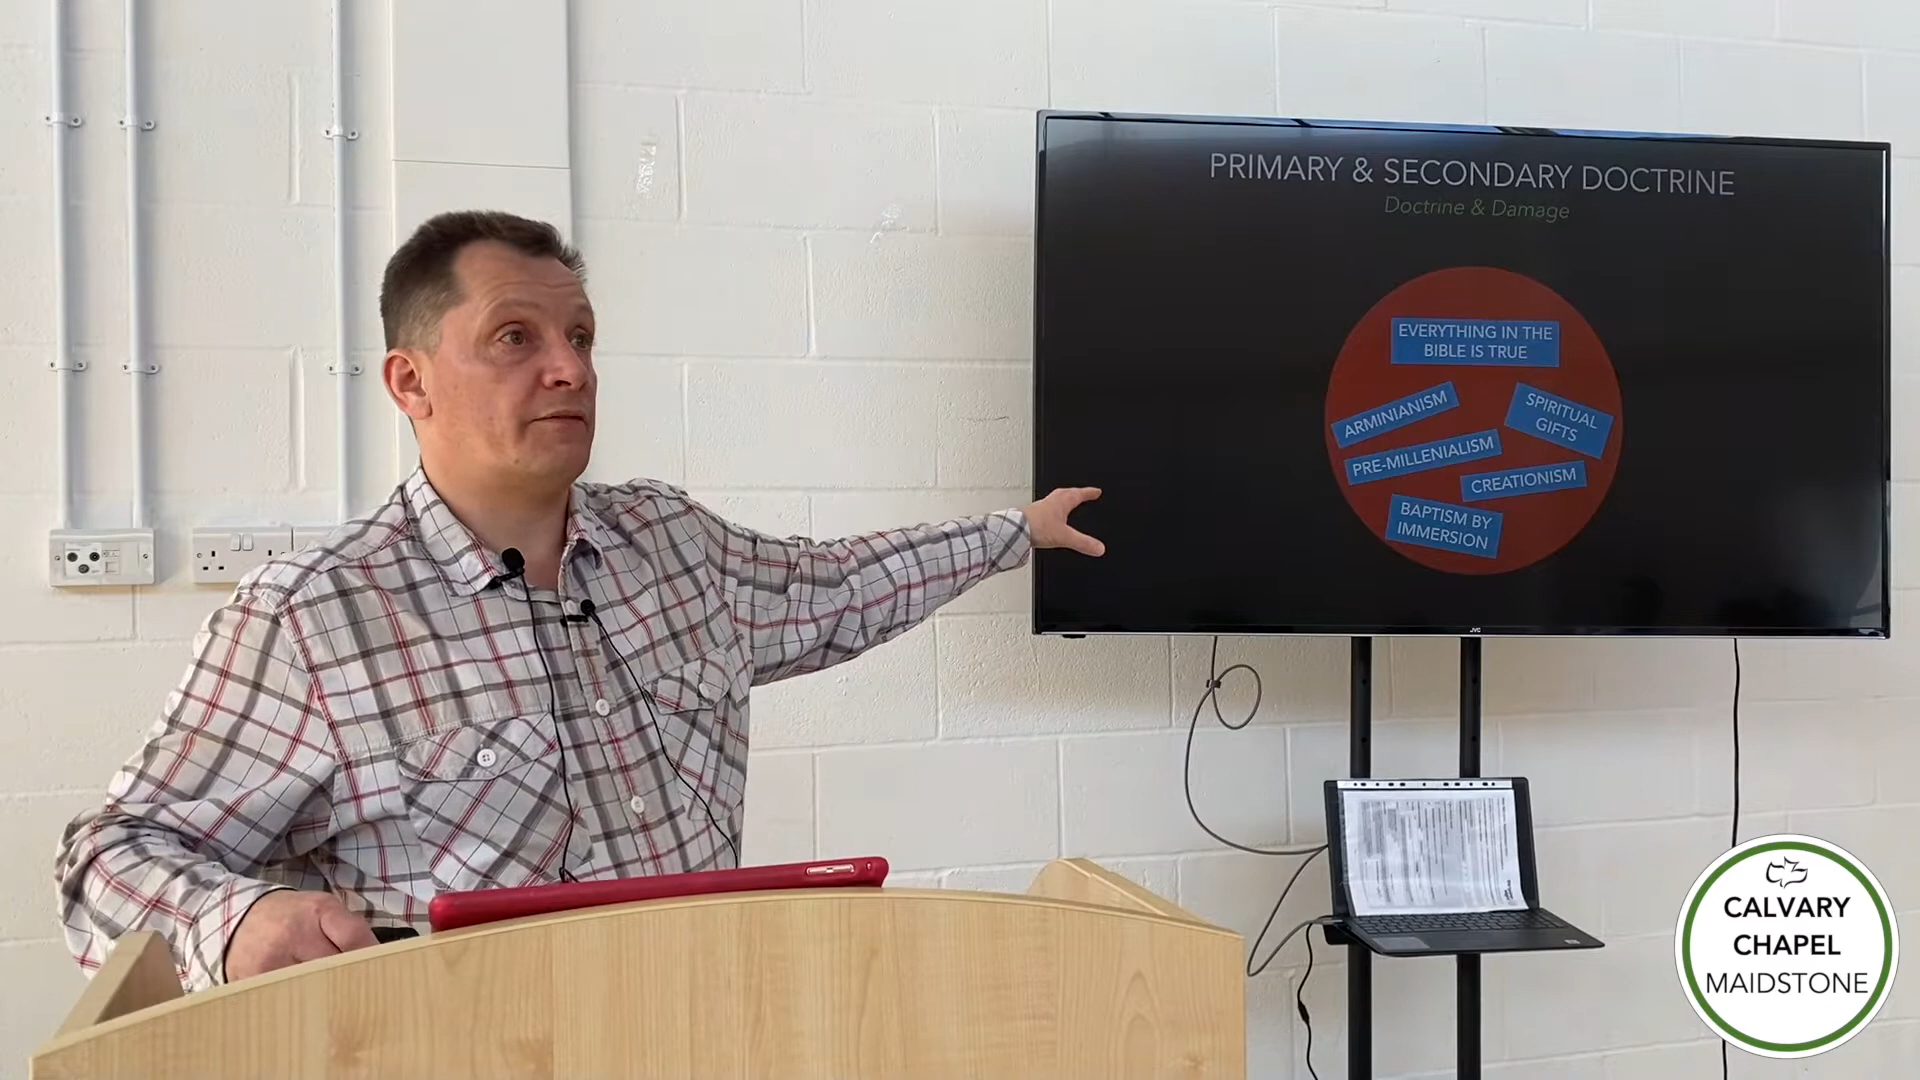 PRIMARY & SECONDARY DOCTRINE
Doctrine & Damage
EVERYTHING IN THE
BIBLE IS TRUE
ARMINIANISM
SPIRITUAL
GIFTS
PRE-MILLENIALISM
CREATIONISM
BAPTISM BY
IMMERSION
JVC
CALVARY
CHAPEL
MAIDSTONE